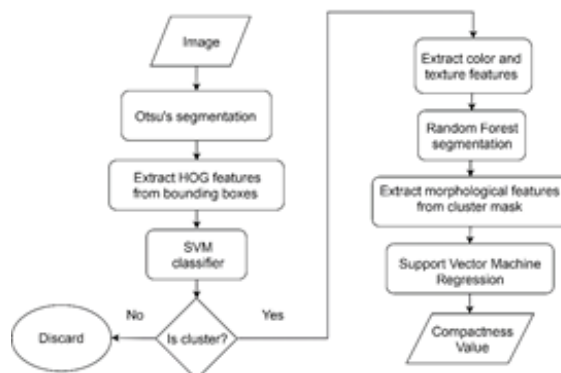 Image
Otsu's segmentation
Extract HOG features
from bounding boxes
SVM
classifier
Is cluster?
No
Discard
Yes
Extract color and
texture features
Random Forest
segmentation
Extract morphological features
from cluster mask
Support Vector Machine
Regression
Compactness
Value